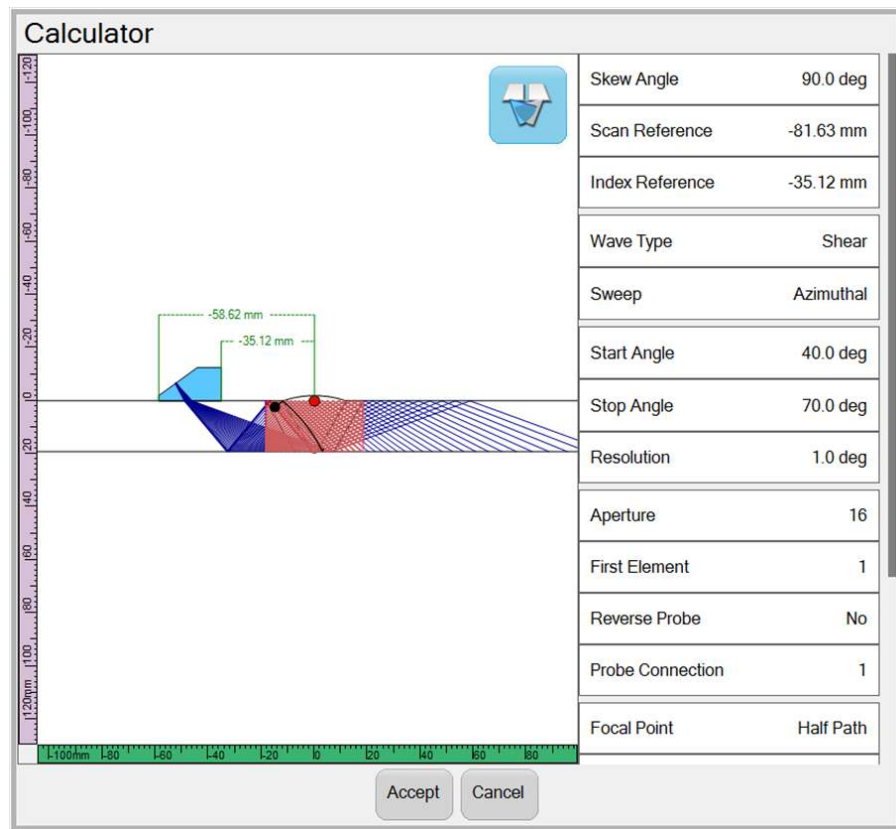 Calculator
Skew Angle 90.0 deg
Scan Reference -81.63 mm
Index Reference -35.12 mm
Wave Type Shear
Sweep Azimuthal
Start Angle 40.0 deg
Stop Angle 70.0 deg
Resolution 1.0 deg
Aperture 16
First Element 1
Reverse Probe No
Probe Connection 1
Focal Point Half Path
-58.62 mm
-35.12 mm
-120
-100
-80
-60
-40
-20
0
20
40
60
80
100
120mm
-100mm -80 -60 -40 -20 0 20 40 60 80
Accept Cancel